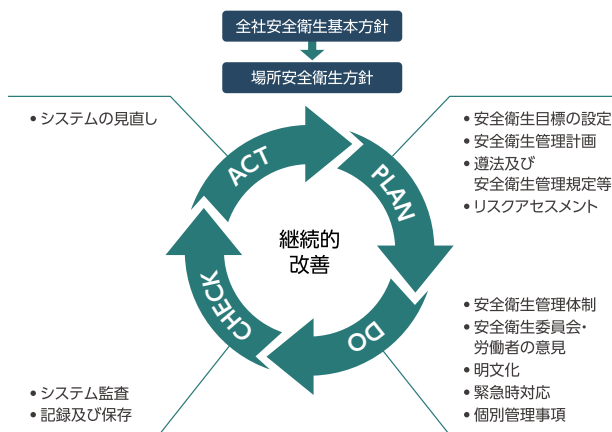 全社安全衛生基本方針
場所安全衛生方針
• システムの見直し
ACT
PLAN
• 安全衛生目標の設定
• 安全衛生管理計画
• 遵法及び
安全衛生管理規定等
• リスクアセスメント
継続的
改善
CHECK
DO
• システム監査
• 記録及び保存
• 安全衛生管理体制
• 安全衛生委員会・
労働者の意見
• 明文化
• 緊急時対応
• 個別管理事項